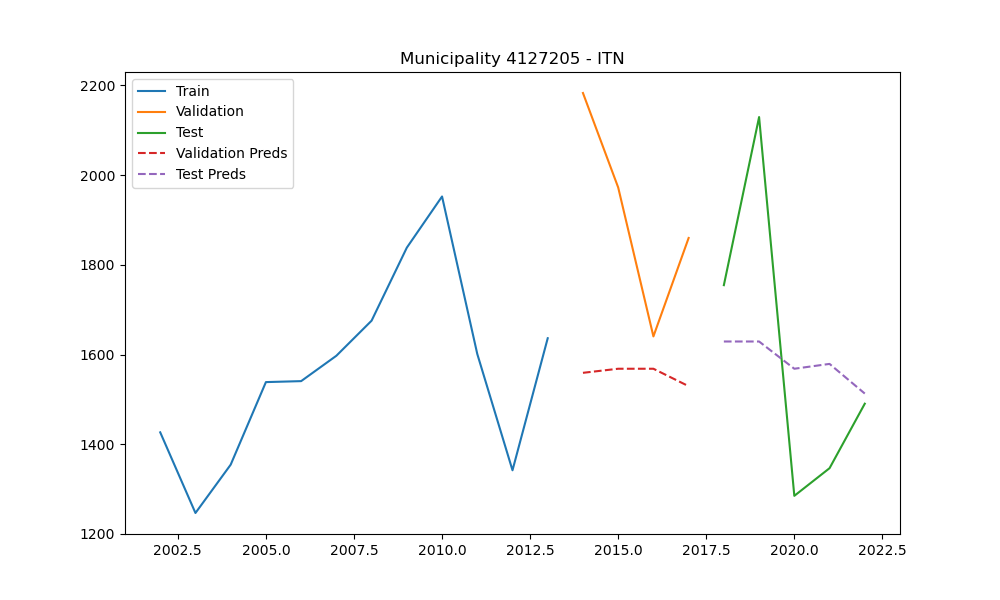 Municipality 4127205 - ITN
Train
Validation
Test
Validation Preds
Test Preds
2200
2000
1800
1600
1400
1200
2002.5 2005.0 2007.5 2010.0 2012.5 2015.0 2017.5 2020.0 2022.5